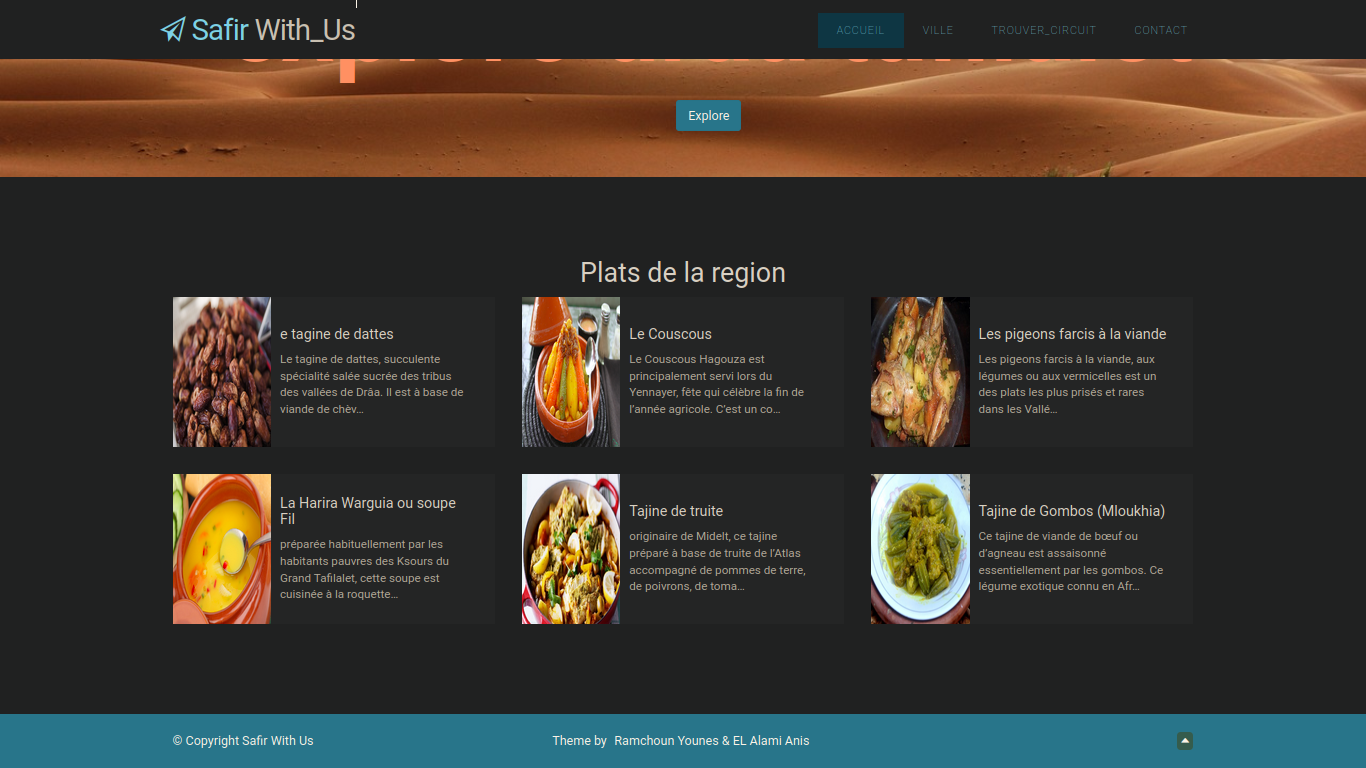 Safir With_Us
ACCUEIL VILLE TROUVER_CIRCUIT CONTACT
Explore
Plats de la region
e tagine de dattes
Le tagine de dattes, succulente
spécialité salée sucrée des tribus
des vallées de Drâa. Il est à base de
viande de chèv...
Le Couscous
Le Couscous Hagouza est
principalement servi lors du
Yennayer, fête qui célèbre la fin de
l'année agricole. C'est un co...
Les pigeons farcis à la viande
Les pigeons farcis à la viande, aux
légumes ou aux vermicelles est un
des plats les plus prisés et rares
dans les Vallé...
La Harira Warguia ou soupe
Fil
préparée habituellement par les
habitants pauvres des Ksours du
Grand Tafilalet, cette soupe est
cuisinée à la roquette...
Tajine de truite
originaire de Midelt, ce tajine
préparé à base de truite de l'Atlas
accompagné de pommes de terre,
de poivrons, de toma...
Tajine de Gombos (Mloukhia)
Ce tajine de viande de bœuf ou
d'agneau est assaisonné
essentiellement par les gombos. Ce
légume exotique connu en Afr...
© Copyright Safir With Us
Theme by Ramchoun Younes & EL Alami Anis